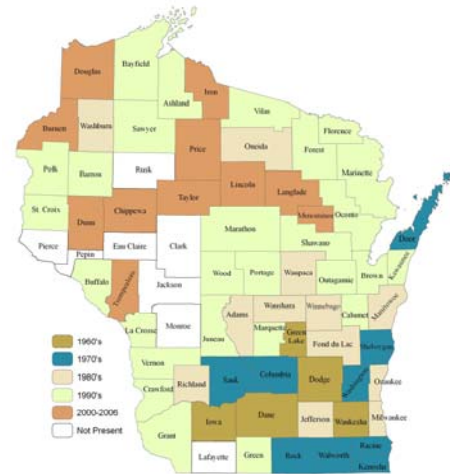 Douglas
Bayfield
Ashland
Iron
Vilas
Florence
Burnett
Washburn
Sawyer
Oneida
Forest
Price
Marinette
Polk
Barron
Rusk
Lincoln
Langlade
Taylor
Oconto
Door
St. Croix
Dunn
Chippewa
Menominee
Marathon
Shawano
Pierce
Pepin
Eau Claire
Clark
Kewaunee
Buffalo
Trempealeau
Jackson
Wood
Portage
Waupaca
Outagamie
Brown
Manitowoc
Waushara
Winnebago
Calumet
Adams
La Crosse
Monroe
Juneau
Marquette
Green
Lake
Fond du Lac
Sheboygan
Vernon
Crawford
Richland
Sauk
Columbia
Dodge
Washington
Ozaukee
Iowa
Dane
Jefferson
Waukesha
Milwaukee
Grant
Lafayette
Green
Rock
Walworth
Racine
Kenosha
1960's
1970's
1980's
1990's
2000-2006
Not Present